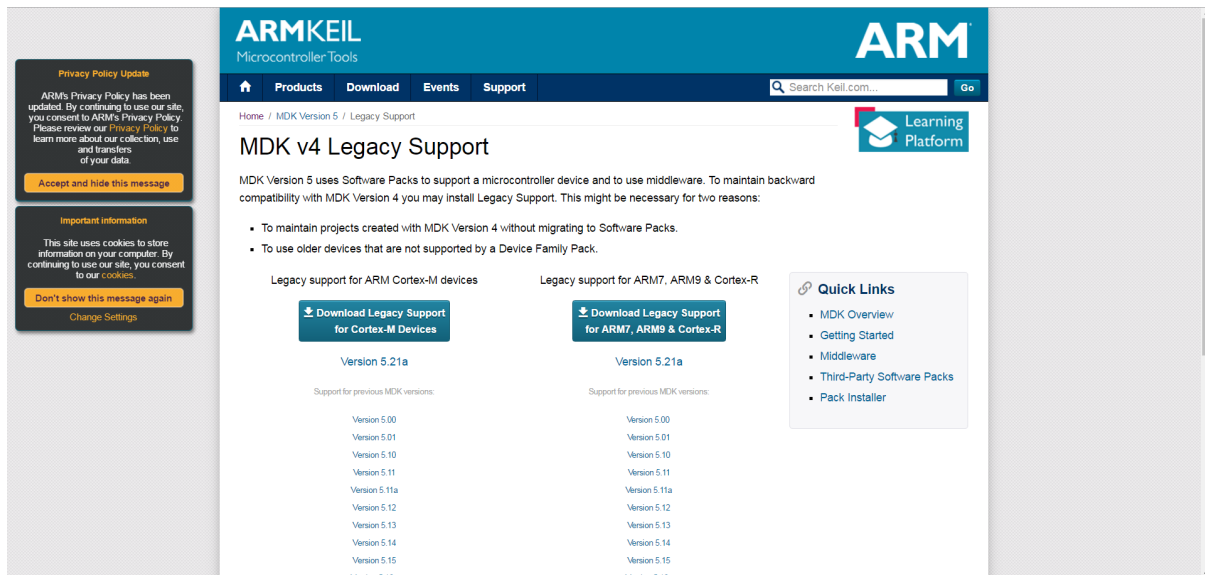 ARMKEIL
Microcontroller Tools
ARM
Products Download Events Support
Search Keil.com... Go
Privacy Policy Update
ARM's Privacy Policy has been
updated. By continuing to use our site,
you consent to ARM's Privacy Policy.
Please review our Privacy Policy to
learn more about our collection, use
and transfers
of your data.
Accept and hide this message
Important information
This site uses cookies to store
information on your computer. By
continuing to use our site, you consent
to our cookies.
Don't show this message again
Change Settings
Home / MDK Version 5 / Legacy Support
Learning
Platform
MDK v4 Legacy Support
MDK Version 5 uses Software Packs to support a microcontroller device and to use middleware. To maintain backward
compatibility with MDK Version 4 you may install Legacy Support. This might be necessary for two reasons:
To maintain projects created with MDK Version 4 without migrating to Software Packs.
To use older devices that are not supported by a Device Family Pack.
Legacy support for ARM Cortex-M devices
Download Legacy Support
for Cortex-M Devices
Version 5.21a
Support for previous MDK versions:
Version 5.00
Version 5.01
Version 5.10
Version 5.11
Version 5.11a
Version 5.12
Version 5.13
Version 5.14
Version 5.15
Legacy support for ARM7, ARM9 & Cortex-R
Download Legacy Support
for ARM7, ARM9 & Cortex-R
Version 5.21a
Support for previous MDK versions:
Version 5.00
Version 5.01
Version 5.10
Version 5.11
Version 5.11a
Version 5.12
Version 5.13
Version 5.14
Version 5.15
Quick Links
MDK Overview
Getting Started
Middleware
Third-Party Software Packs
Pack Installer